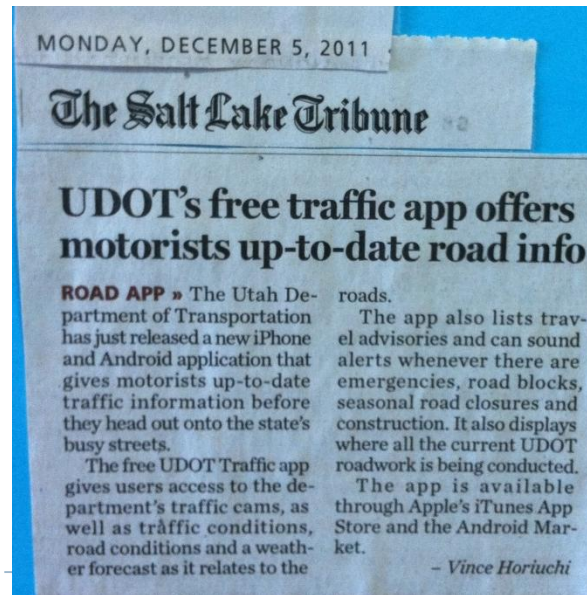 MONDAY, DECEMBER 5, 2011
The Salt Lake Tribune
UDOT's free traffic app offers
motorists up-to-date road info
ROAD APP » The Utah De-
partment of Transportation
has just released a new iPhone
and Android application that
gives motorists up-to-date
traffic information before
they head out onto the state's
busy streets.
The free UDOT Traffic app
gives users access to the de-
partment's traffic cams, as
well as traffic conditions,
road conditions and a weath-
er forecast as it relates to the
roads.
The app also lists trav-
el advisories and can sound
alerts whenever there are
emergencies, road blocks,
seasonal road closures and
construction. It also displays
where all the current UDOT
roadwork is being conducted.
The app is available
through Apple's iTunes App
Store and the Android Mar-
ket.
– Vince Horiuchi